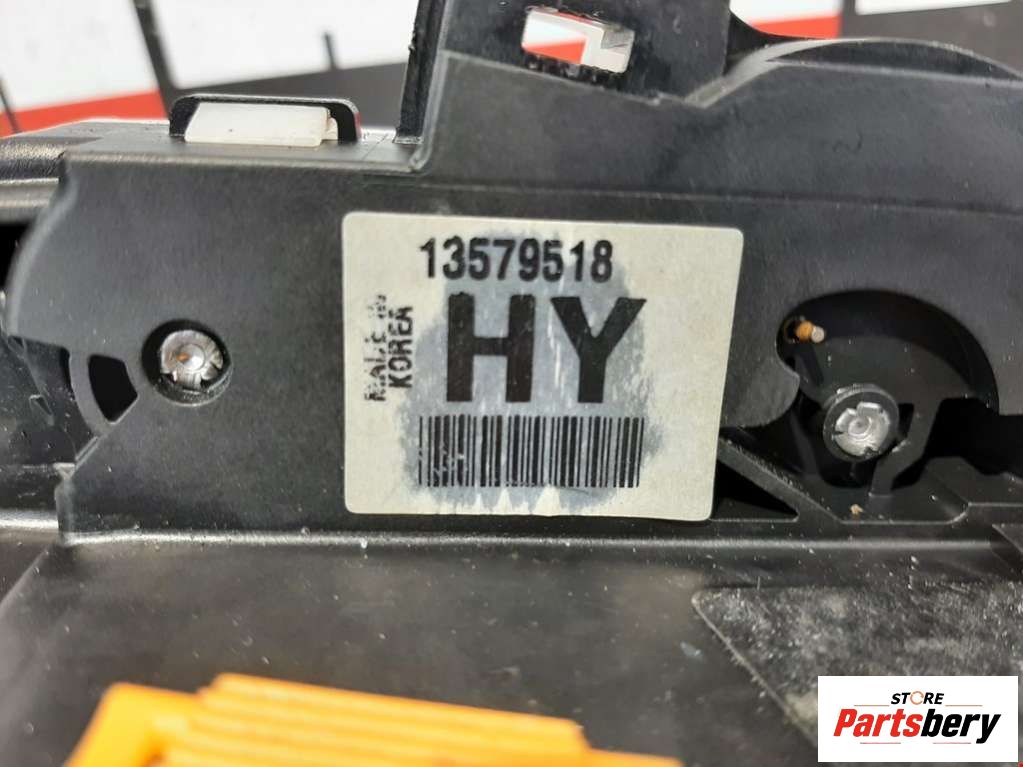 13579518
MADE IN
KOREA
HY
STORE
Partsbery